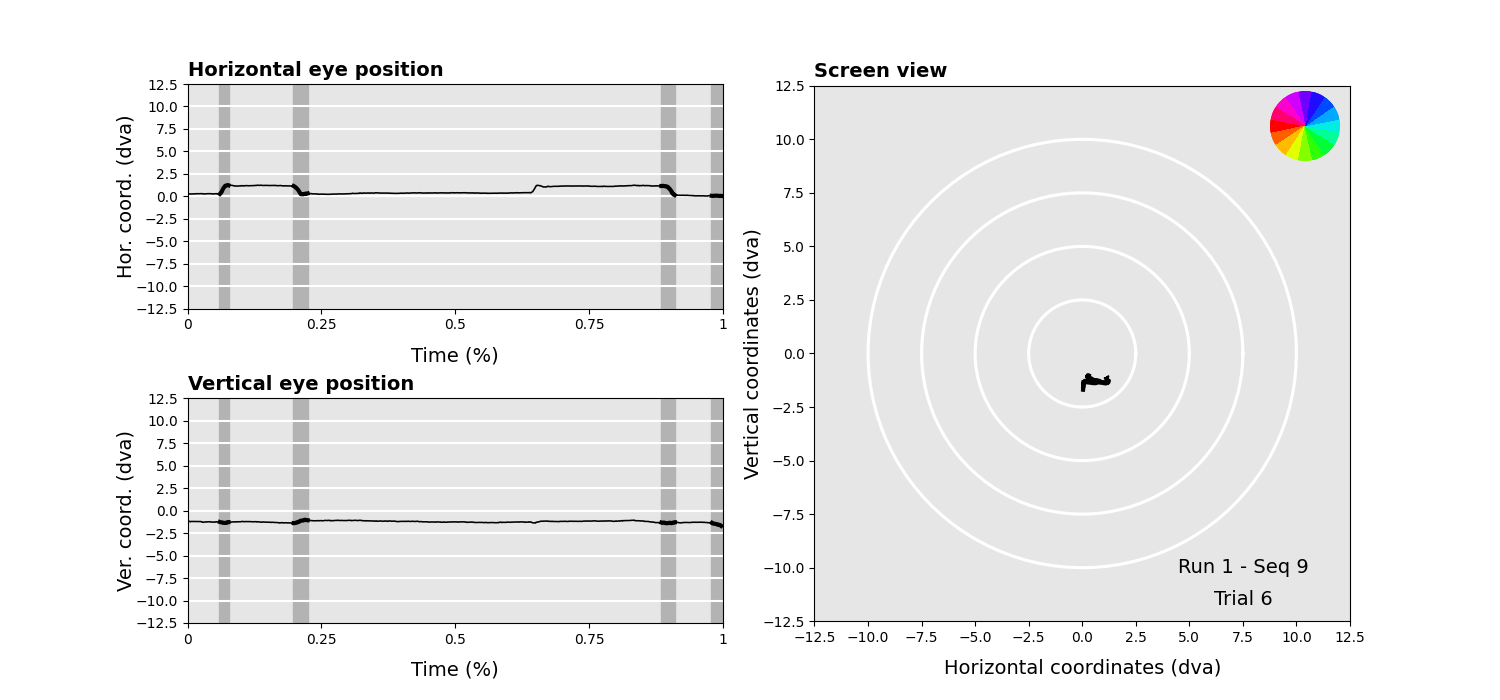 Horizontal eye position
Hor. coord. (dva)
12.5
10.0
7.5
5.0
2.5
0.0
−2.5
−5.0
−7.5
−10.0
−12.5
0 0.25 0.5 0.75 1
Time (%)
Vertical eye position
Ver. coord. (dva)
12.5
10.0
7.5
5.0
2.5
0.0
−2.5
−5.0
−7.5
−10.0
−12.5
0 0.25 0.5 0.75 1
Time (%)
Screen view
Vertical coordinates (dva)
12.5
10.0
7.5
5.0
2.5
0.0
−2.5
−5.0
−7.5
−10.0
−12.5
Run 1 - Seq 9
Trial 6
−12.5 −10.0 −7.5 −5.0 −2.5 0.0 2.5 5.0 7.5 10.0 12.5
Horizontal coordinates (dva)